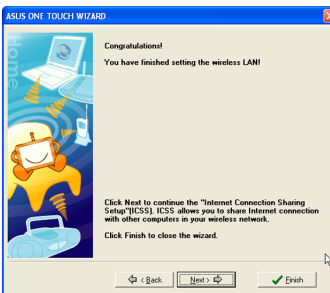 ASUS ONE TOUCH WIZARD
Home
Congratulations!
You have finished setting the wireless LAN!
Click Next to continue the "Internet Connection Sharing
Setup"(ICSS). ICSS allows you to share Internet connection
with other computers in your wireless network.
Click Finish to close the wizard.
< Back
Next >
Finish